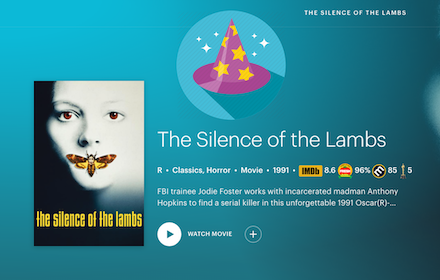 THE SILENCE OF THE LAMBS
the silence of the lambs
The Silence of the Lambs
R • Classics, Horror • Movie • 1991 • IMDb 8.6 96% 85 5
FBI trainee Jodie Foster works with incarcerated madman Anthony
Hopkins to find a serial killer in this unforgettable 1991 Oscar(R)-...
WATCH MOVIE